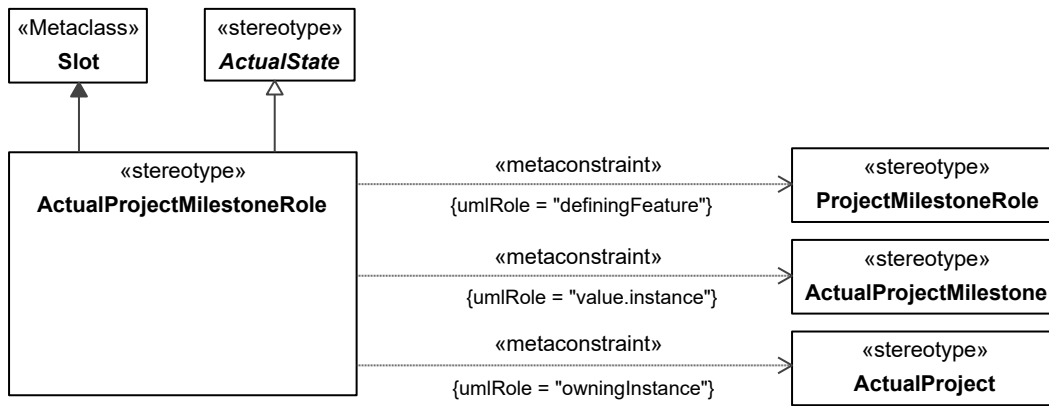 «Metaclass»
Slot
«stereotype»
ActualState
«stereotype»
ActualProjectMilestoneRole
«metaconstraint»
{umlRole = "definingFeature"}
«stereotype»
ProjectMilestoneRole
«metaconstraint»
{umlRole = "value.instance"}
«stereotype»
ActualProjectMilestone
«metaconstraint»
{umlRole = "owningInstance"}
«stereotype»
ActualProject